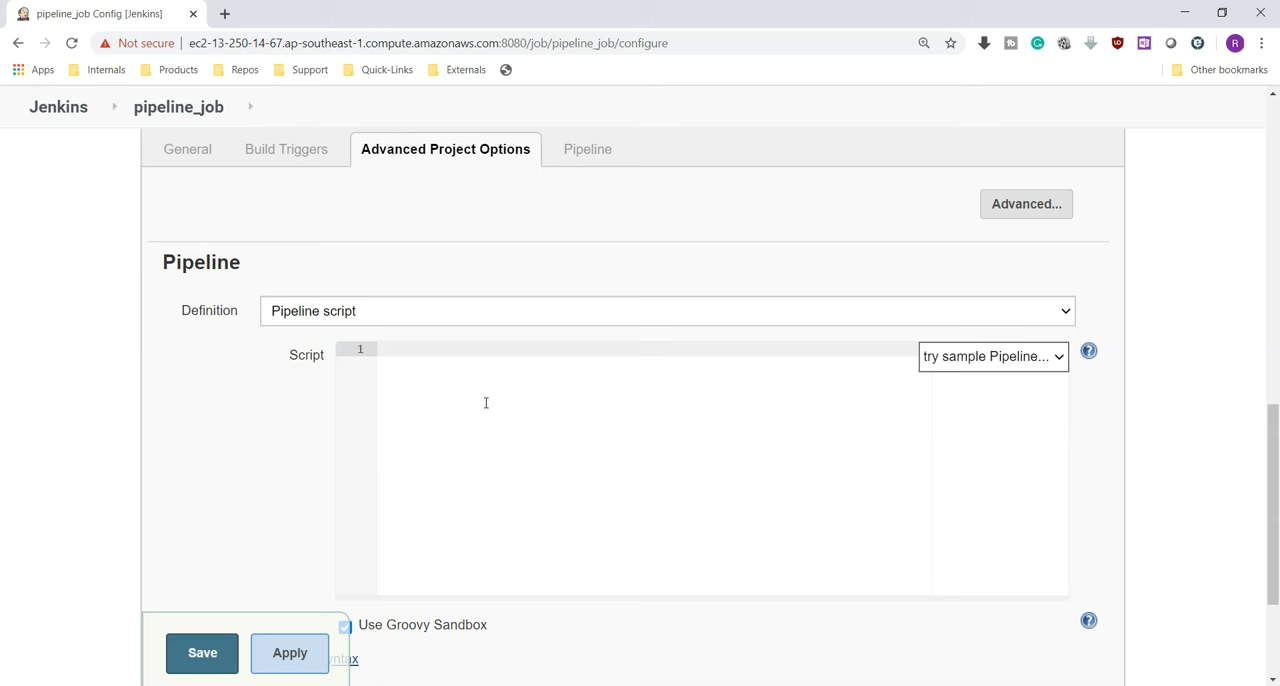 pipeline_job Config [Jenkins]
Not secure | ec2-13-250-14-67.ap-southeast-1.compute.amazonaws.com:8080/job/pipeline_job/configure
Apps Internals Products Repos Support Quick-Links Externals Other bookmarks
Jenkins pipeline_job
General Build Triggers Advanced Project Options Pipeline
Advanced...
Pipeline
Definition Pipeline script
Script 1 try sample Pipeline...
Use Groovy Sandbox
Save Apply ntax